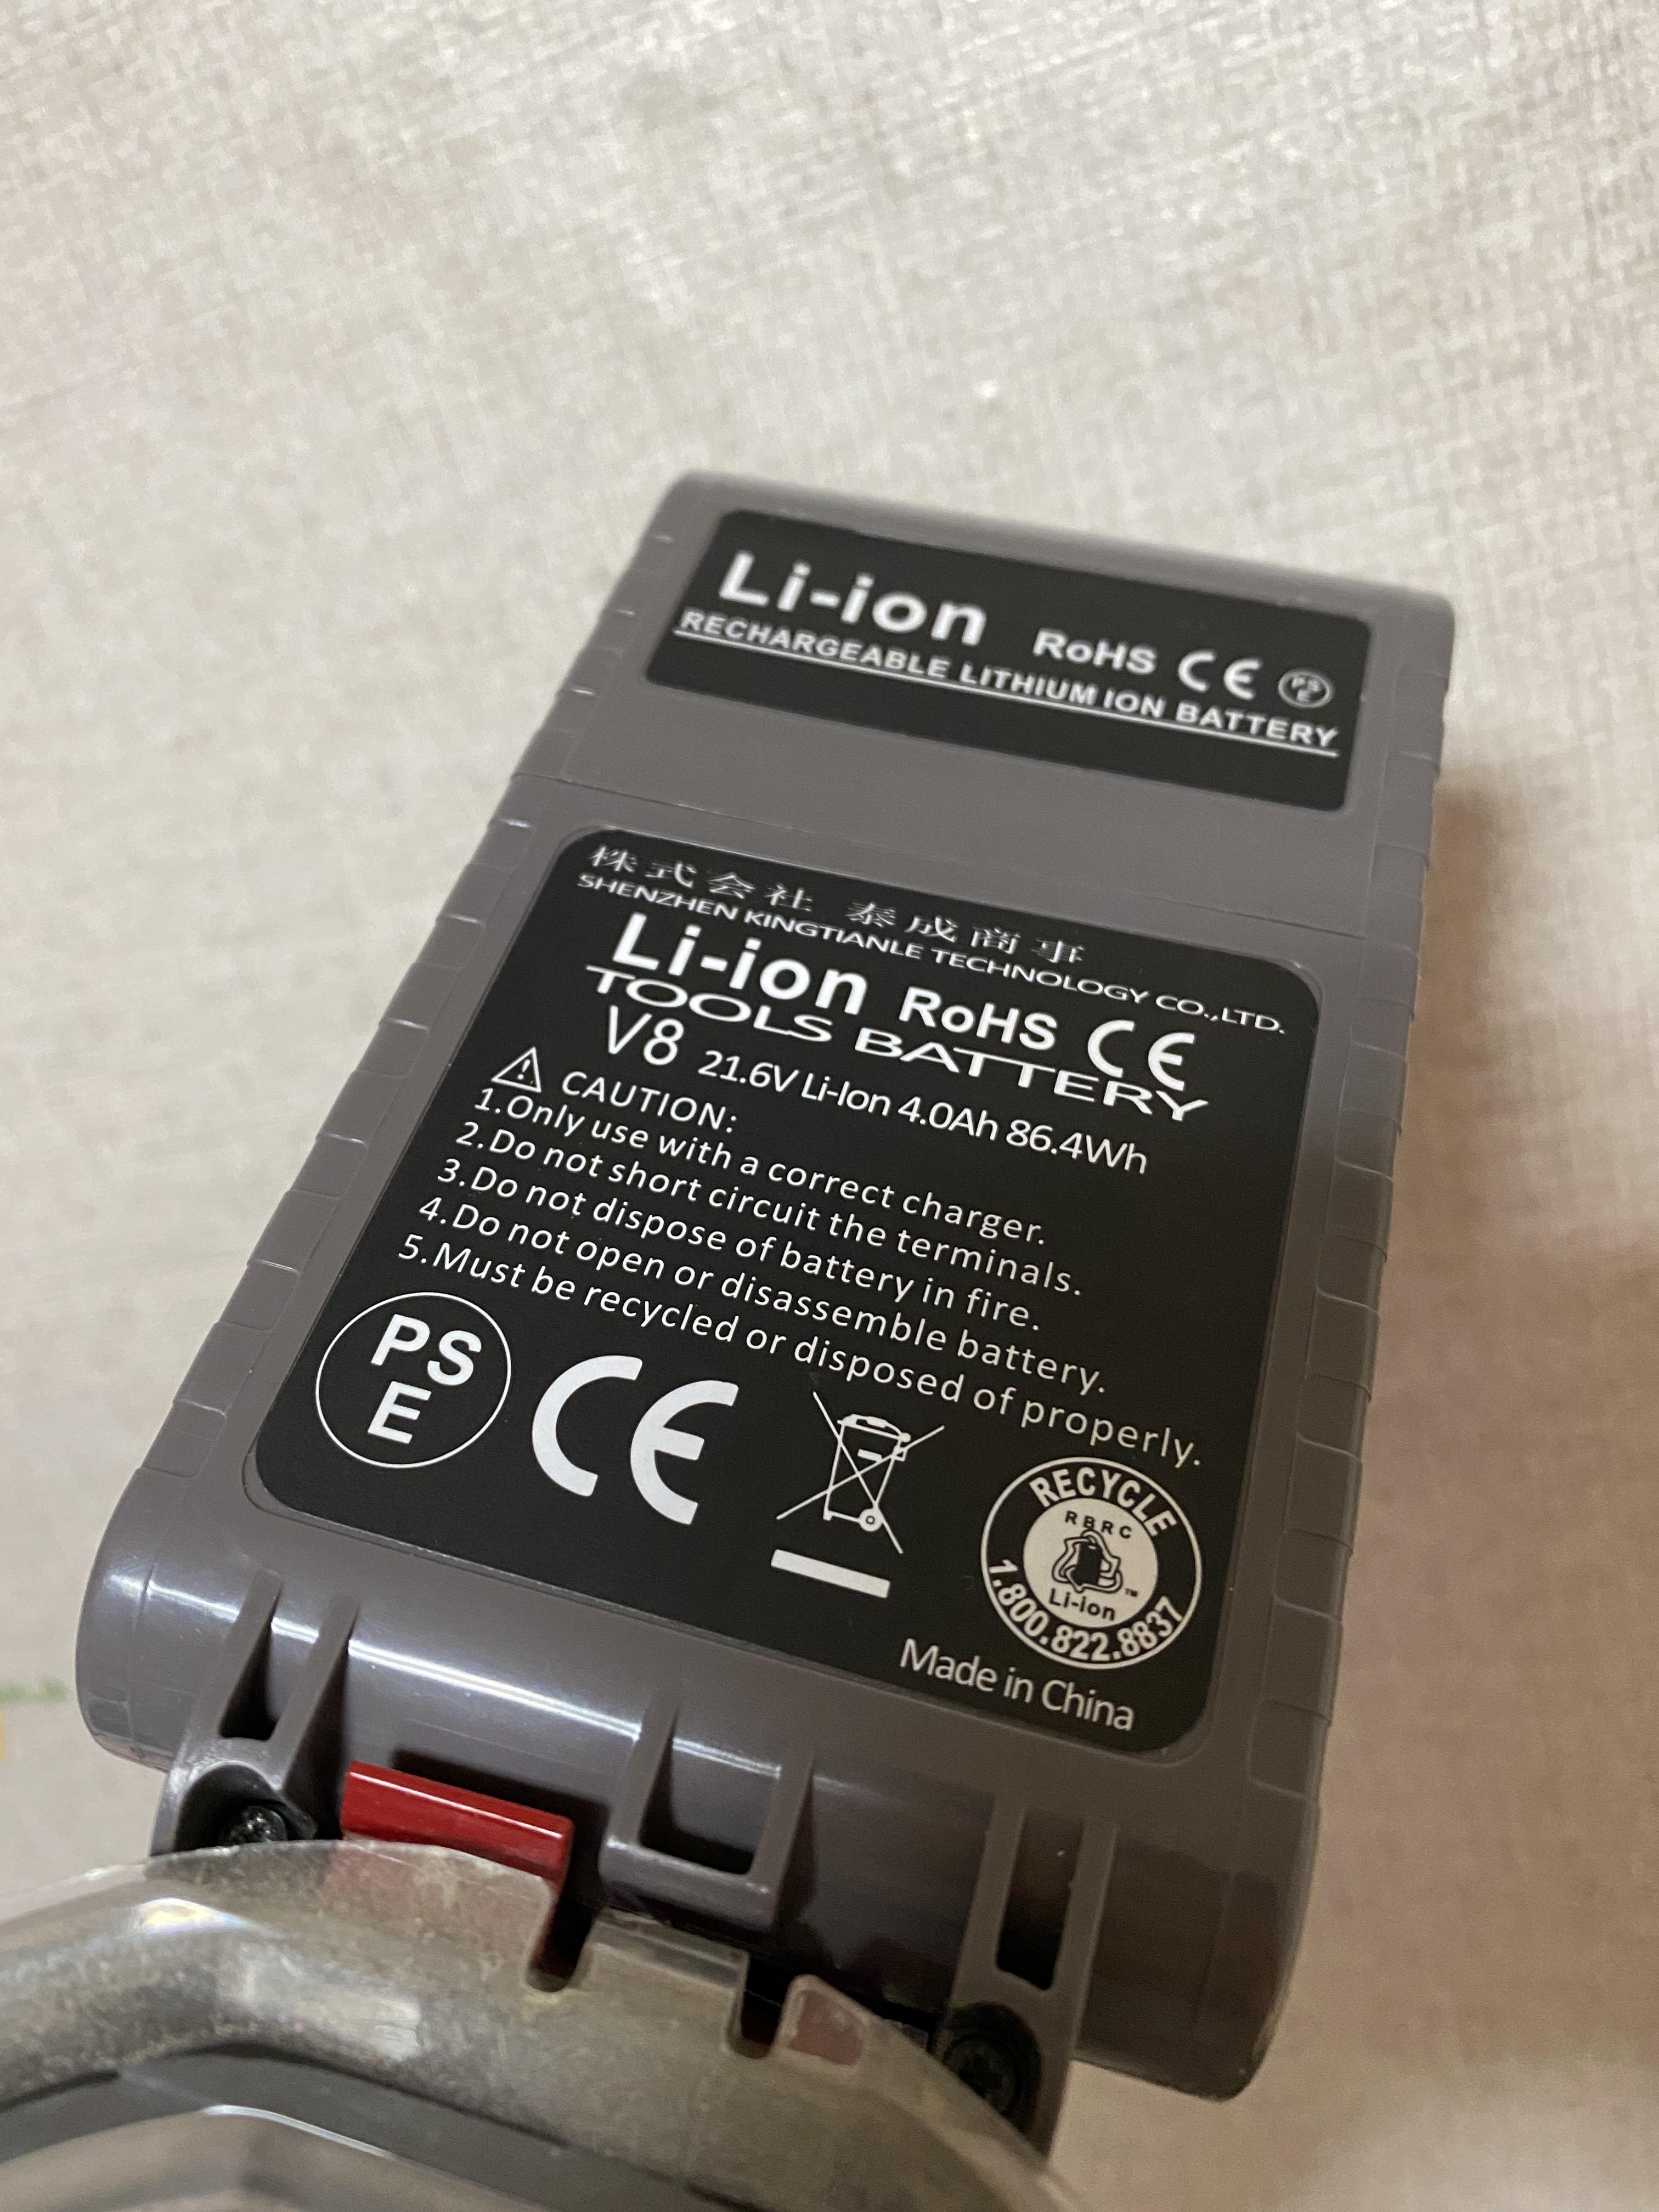 Li-ion RoHS CE PSE
RECHARGEABLE LITHIUM ION BATTERY
株式会社 泰成商事
SHENZHEN KINGTIANLE TECHNOLOGY CO.,LTD.
Li-ion RoHS CE
TOOLS BATTERY
V8 21.6V Li-Ion 4.0Ah 86.4Wh
CAUTION:
1.Only use with a correct charger.
2.Do not short circuit the terminals.
3.Do not dispose of battery in fire.
4.Do not open or disassemble battery.
5.Must be recycled or disposed of properly.
PS
E
CE
RECYCLE
RBRC
Li-ion
TM
1.800.822.8837
Made in China